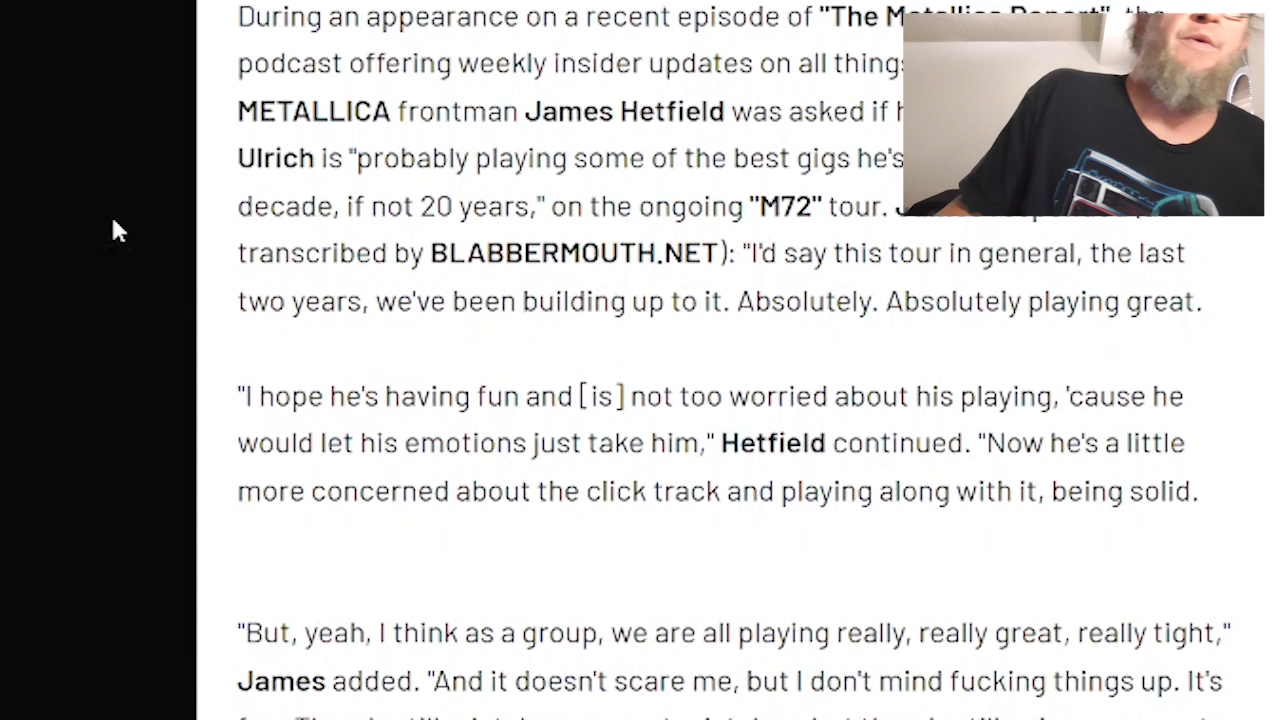 During an appearance on a recent episode of "The Metallica Report", the
podcast offering weekly insider updates on all things
METALLICA frontman James Hetfield was asked if
Ulrich is "probably playing some of the best gigs he's
decade, if not 20 years," on the ongoing "M72" tour.
transcribed by BLABBERMOUTH.NET): "I'd say this tour in general, the last
two years, we've been building up to it. Absolutely. Absolutely playing great.
"I hope he's having fun and [is] not too worried about his playing, 'cause he
would let his emotions just take him," Hetfield continued. "Now he's a little
more concerned about the click track and playing along with it, being solid.
"But, yeah, I think as a group, we are all playing really, really great, really tight,"
James added. "And it doesn't scare me, but I don't mind fucking things up. It's